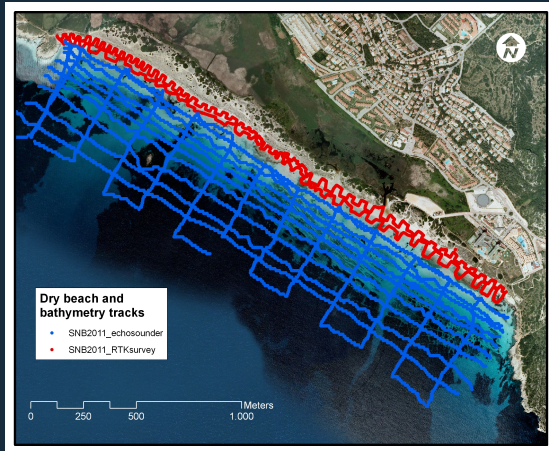 N
Dry beach and
bathymetry tracks
SNB2011_echosounder
SNB2011_RTKsurvey
Meters
0 250 500 1.000